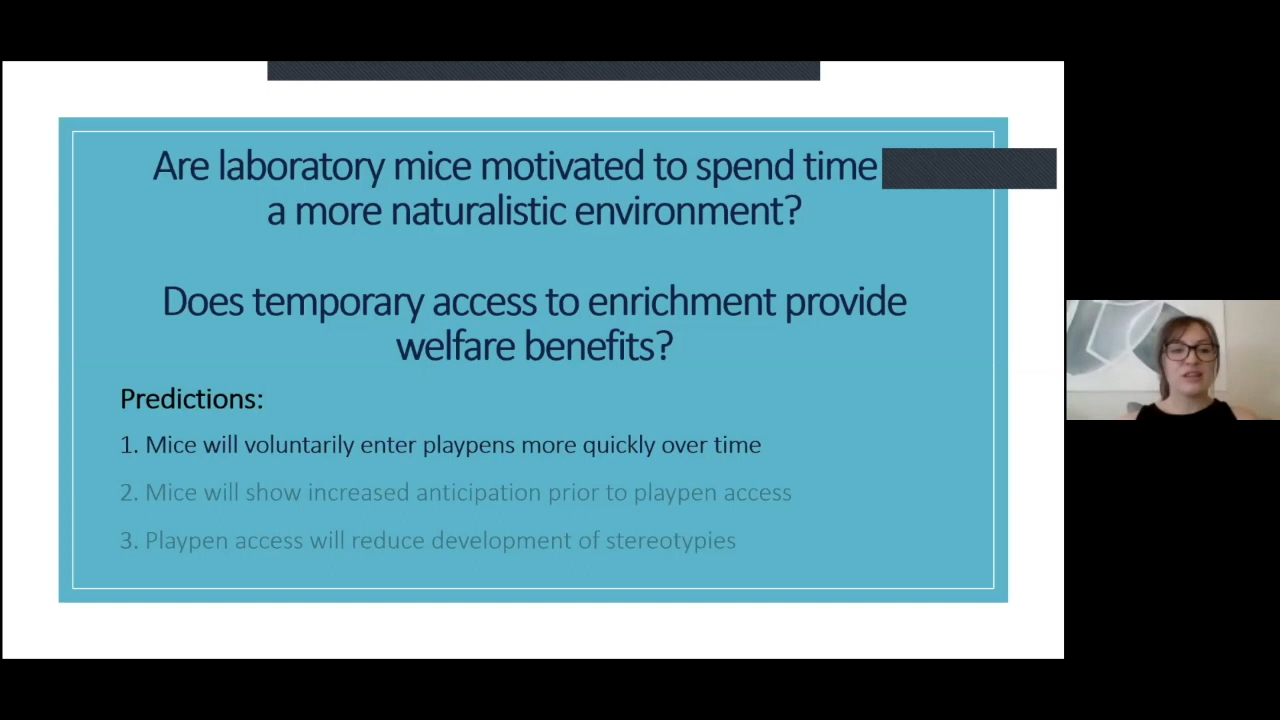 Are laboratory mice motivated to spend time
a more naturalistic environment?
Does temporary access to enrichment provide
welfare benefits?
Predictions:
1. Mice will voluntarily enter playpens more quickly over time
2. Mice will show increased anticipation prior to playpen access
3. Playpen access will reduce development of stereotypies